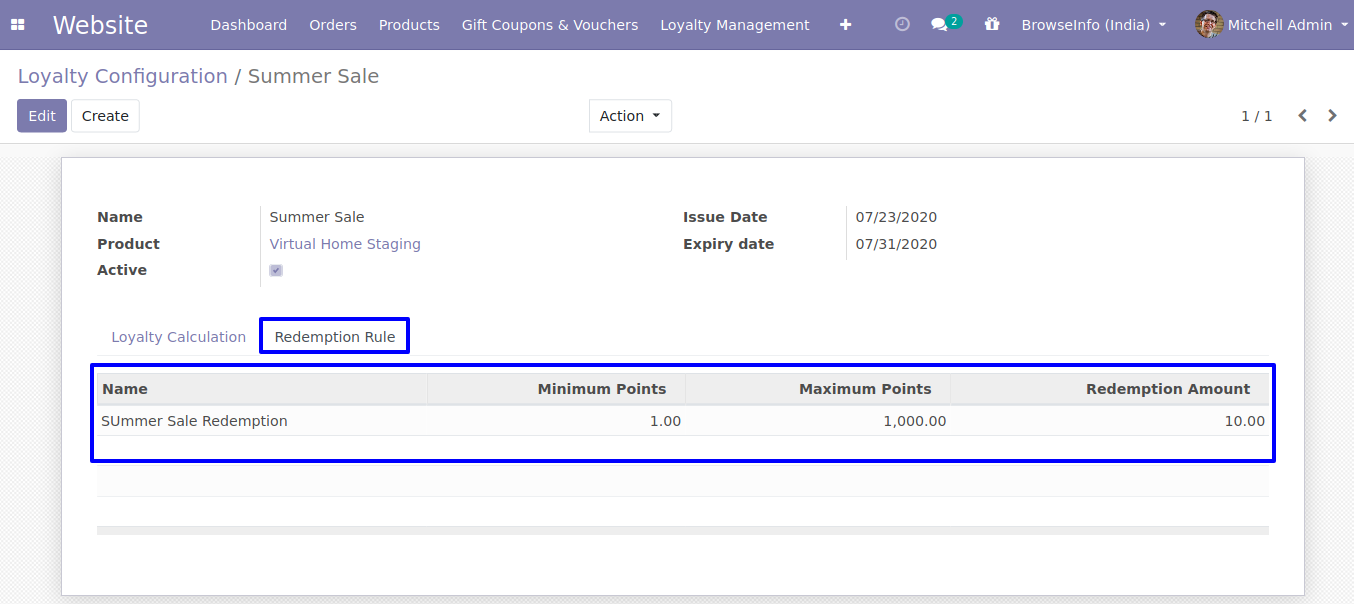 Website Dashboard Orders Products Gift Coupons & Vouchers Loyalty Management + 2 BrowseInfo (India) Mitchell Admin
Loyalty Configuration / Summer Sale
Edit Create Action 1 / 1
Name Summer Sale Issue Date 07/23/2020
Product Virtual Home Staging Expiry date 07/31/2020
Active
Loyalty Calculation Redemption Rule
Name Minimum Points Maximum Points Redemption Amount
SUmmer Sale Redemption 1.00 1,000.00 10.00